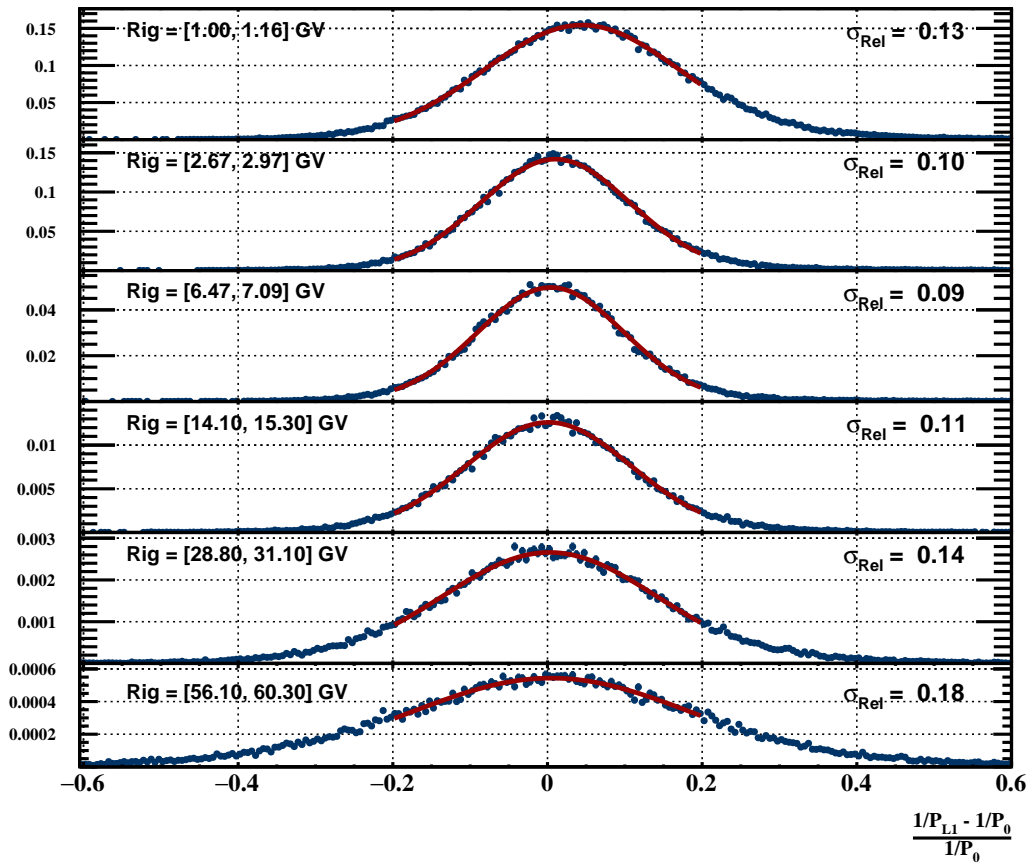 Rig = [1.00, 1.16] GV
σRel = 0.13
0.15
0.1
0.05
Rig = [2.67, 2.97] GV
σRel = 0.10
0.15
0.1
0.05
Rig = [6.47, 7.09] GV
σRel = 0.09
0.04
0.02
Rig = [14.10, 15.30] GV
σRel = 0.11
0.01
0.005
Rig = [28.80, 31.10] GV
σRel = 0.14
0.003
0.002
0.001
Rig = [56.10, 60.30] GV
σRel = 0.18
0.0006
0.0004
0.0002
−0.6 −0.4 −0.2 0 0.2 0.4 0.6
1/PL1 - 1/P0
1/P0